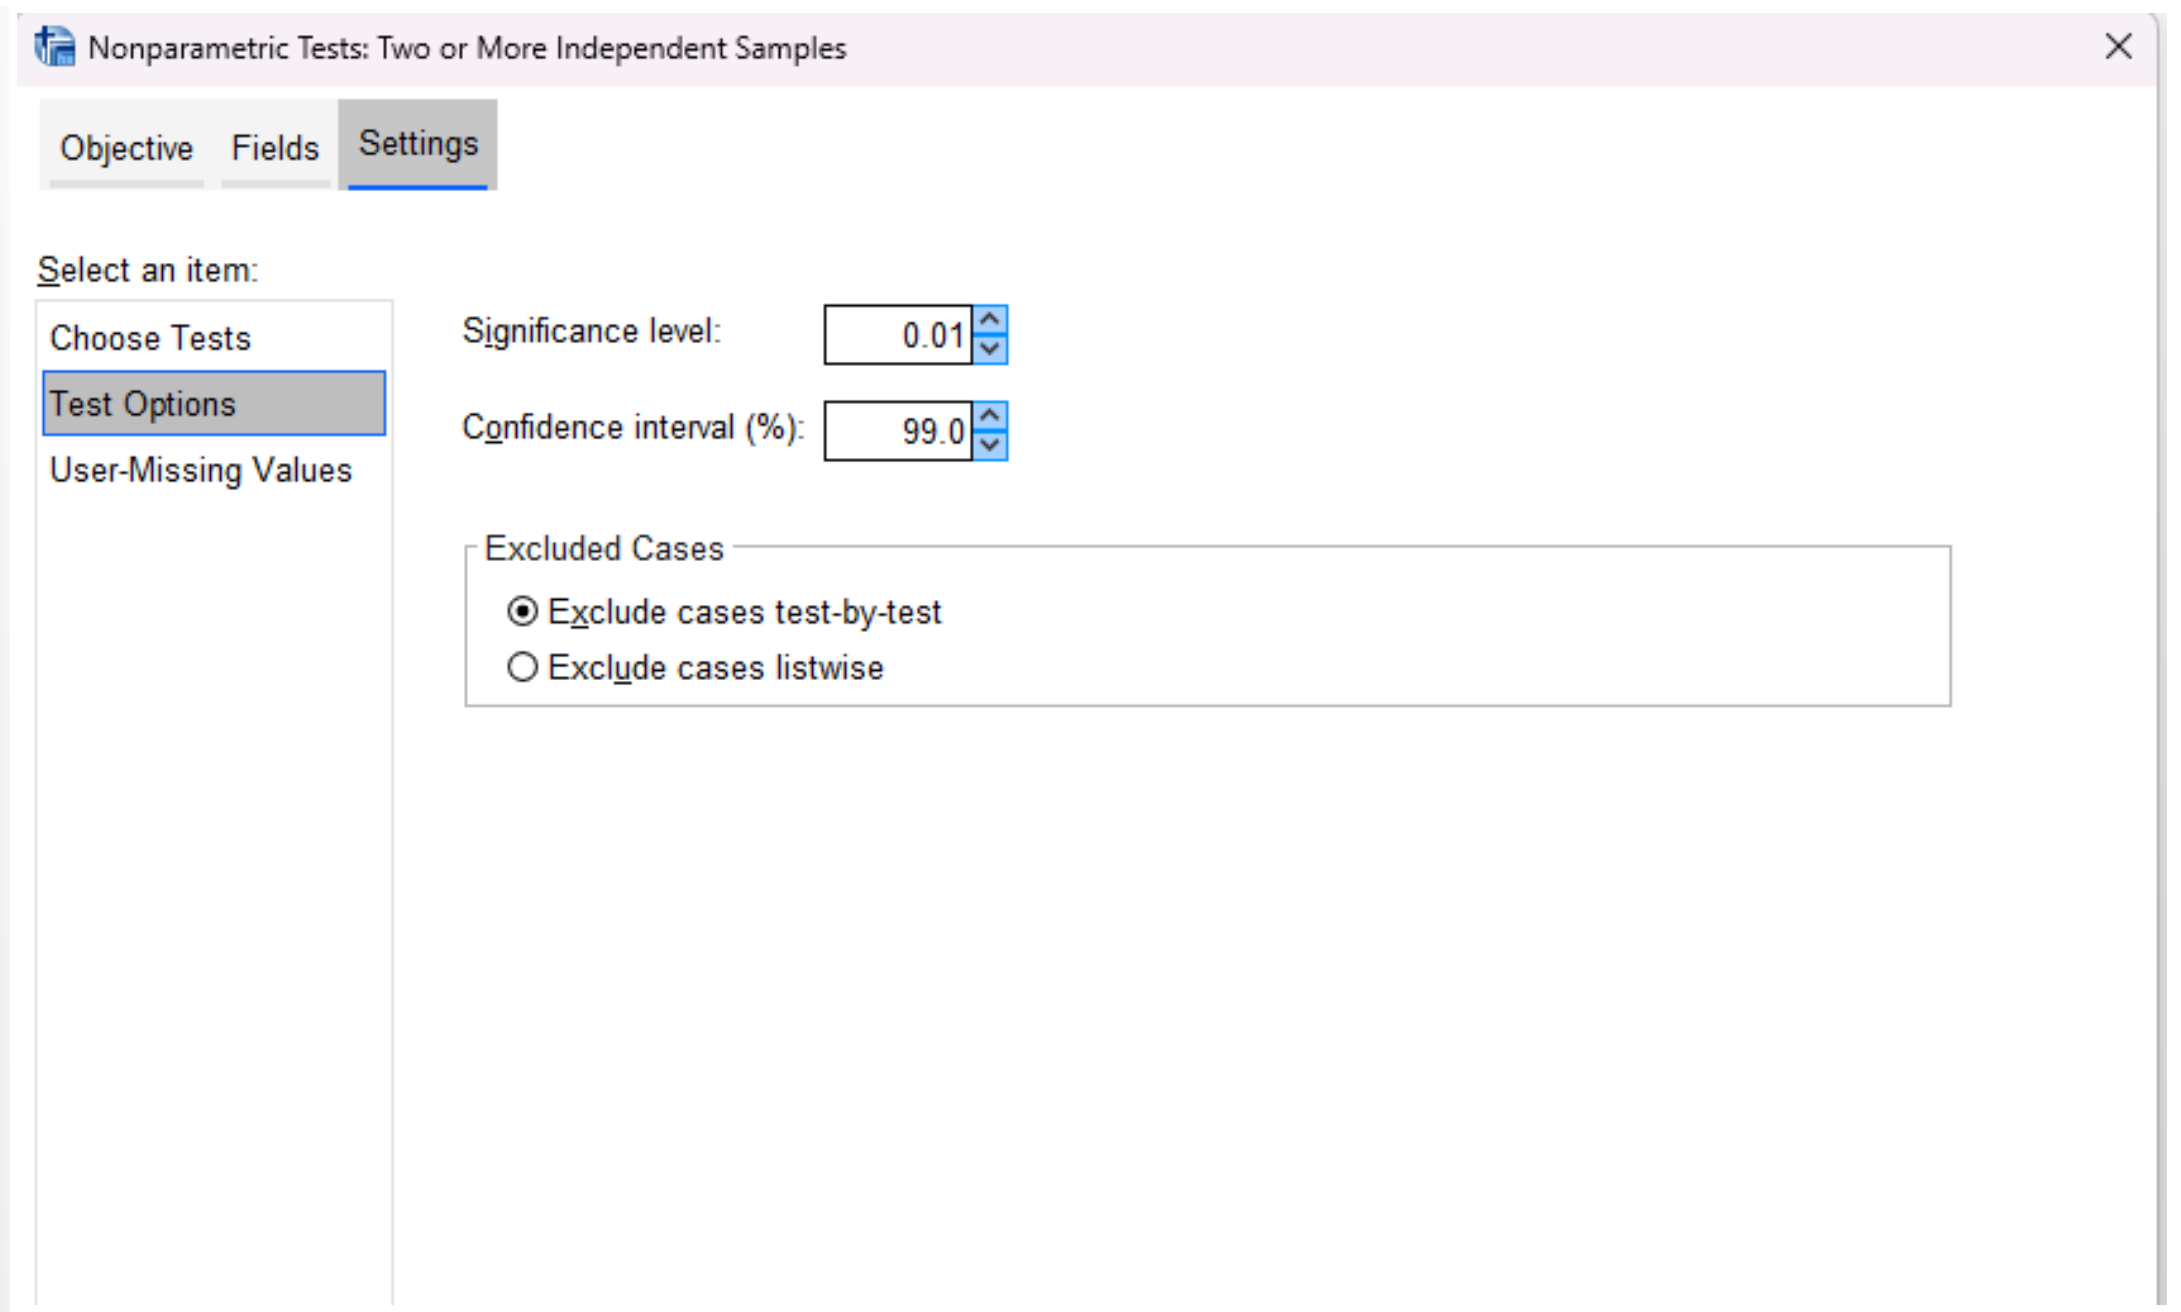 Nonparametric Tests: Two or More Independent Samples
Objective Fields Settings
Select an item:
Choose Tests
Test Options
User-Missing Values
Significance level: 0.01
Confidence interval (%): 99.0
Excluded Cases
Exclude cases test-by-test
Exclude cases listwise